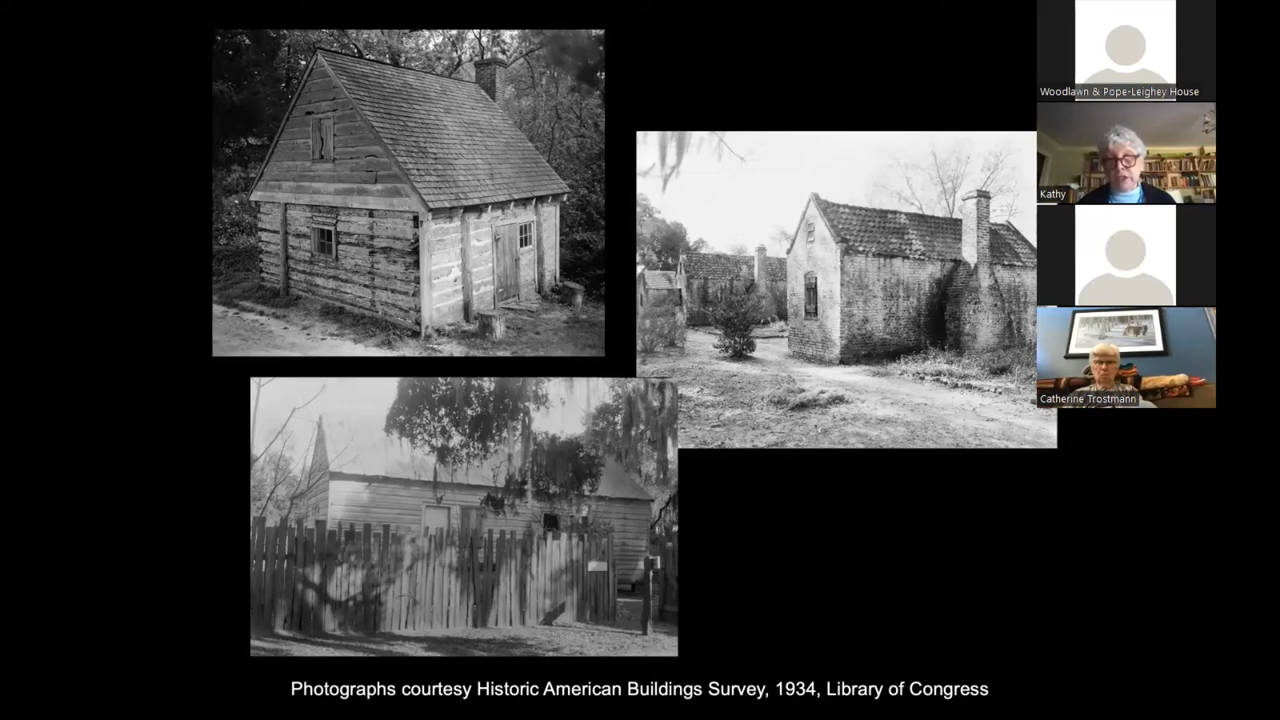 Woodlawn & Pope-Leighey House
Kathy
Catherine Trostmann
Photographs courtesy Historic American Buildings Survey, 1934, Library of Congress